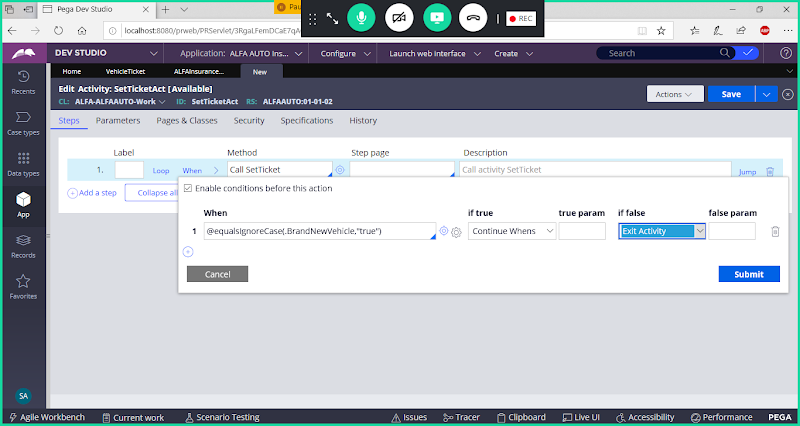 Pega Dev Studio
Pau
REC
localhost:8080/prweb/PRServlet/3RgaLFemDCaE7qA
DEV STUDIO
Application: ALFA AUTO Ins...
Configure
Launch web interface
Create
Search
Home
VehicleTicket
ALFAInsurance...
New
Recents
Case types
Data types
App
Records
Favorites
SA
Edit Activity: SetTicketAct [Available]
CL: ALFA-ALFAAUTO-Work ID: SetTicketAct RS: ALFAAUTO:01-01-02
Actions
Save
Steps Parameters Pages & Classes Security Specifications History
Label Method Step page Description
1. Loop When Call SetTicket Call activity SetTicket Jump
Add a step Collapse all
Enable conditions before this action
When if true true param if false false param
1 @equalsIgnoreCase(.BrandNewVehicle,"true") Continue Whens Exit Activity
Cancel Submit
Agile Workbench Current work Scenario Testing Issues Tracer Clipboard Live UI Accessibility Performance PEGA